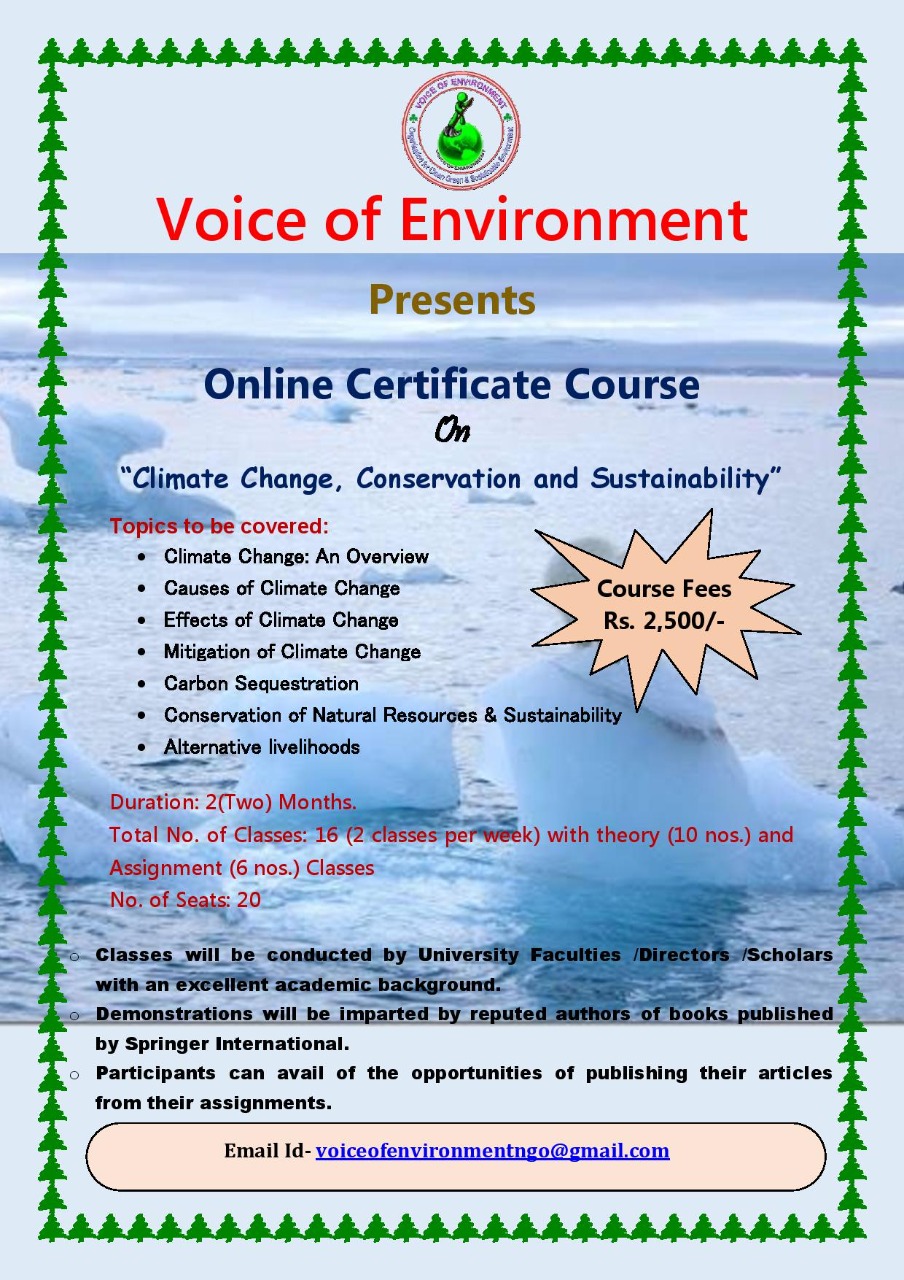 VOICE OF ENVIRONMENT
Organisation for Clean Green & Sustainable Environment
Voice of Environment
Presents
Online Certificate Course
On
“Climate Change, Conservation and Sustainability”
Topics to be covered:
• Climate Change: An Overview
• Causes of Climate Change
• Effects of Climate Change
• Mitigation of Climate Change
• Carbon Sequestration
• Conservation of Natural Resources & Sustainability
• Alternative livelihoods
Course Fees
Rs. 2,500/-
Duration: 2(Two) Months.
Total No. of Classes: 16 (2 classes per week) with theory (10 nos.) and
Assignment (6 nos.) Classes
No. of Seats: 20
o Classes will be conducted by University Faculties /Directors /Scholars
with an excellent academic background.
o Demonstrations will be imparted by reputed authors of books published
by Springer International.
o Participants can avail of the opportunities of publishing their articles
from their assignments.
Email Id- voiceofenvironmentngo@gmail.com